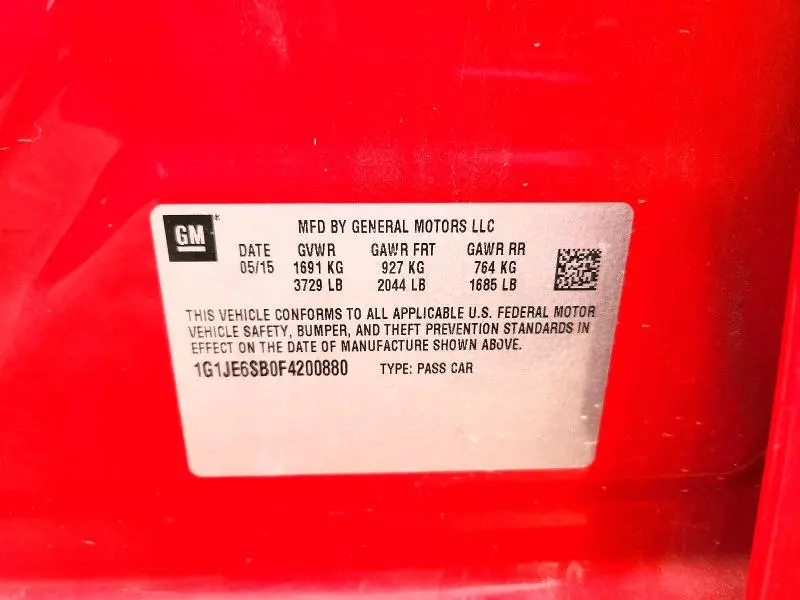 GM
MFD BY GENERAL MOTORS LLC
DATE GVWR GAWR FRT GAWR RR
05/15 1691 KG 927 KG 764 KG
3729 LB 2044 LB 1685 LB
THIS VEHICLE CONFORMS TO ALL APPLICABLE U.S. FEDERAL MOTOR
VEHICLE SAFETY, BUMPER, AND THEFT PREVENTION STANDARDS IN
EFFECT ON THE DATE OF MANUFACTURE SHOWN ABOVE.
1G1JE6SB0F4200880 TYPE: PASS CAR